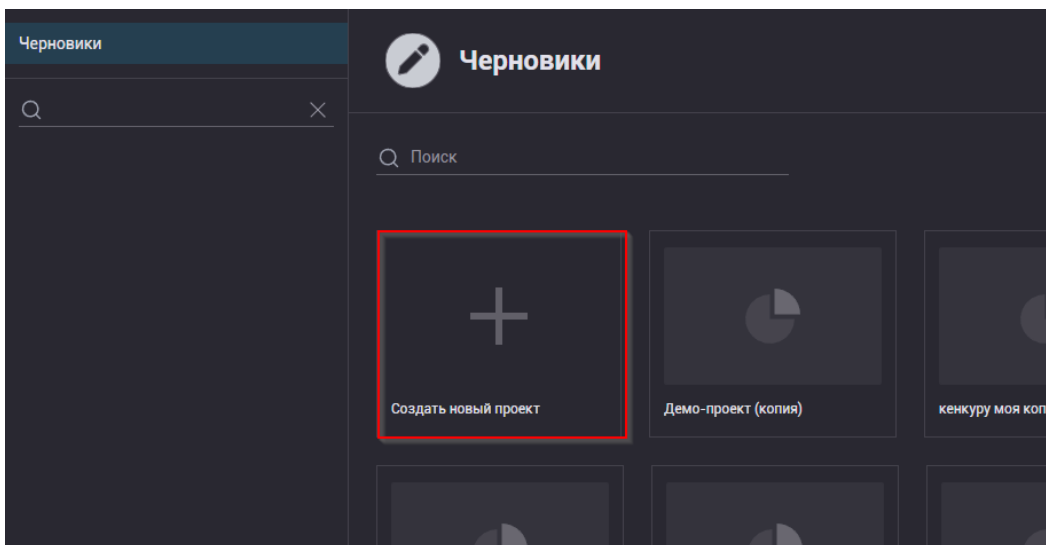 Черновики
Черновики
Поиск
Создать новый проект
Демо-проект (копия)
кенкуру моя коп